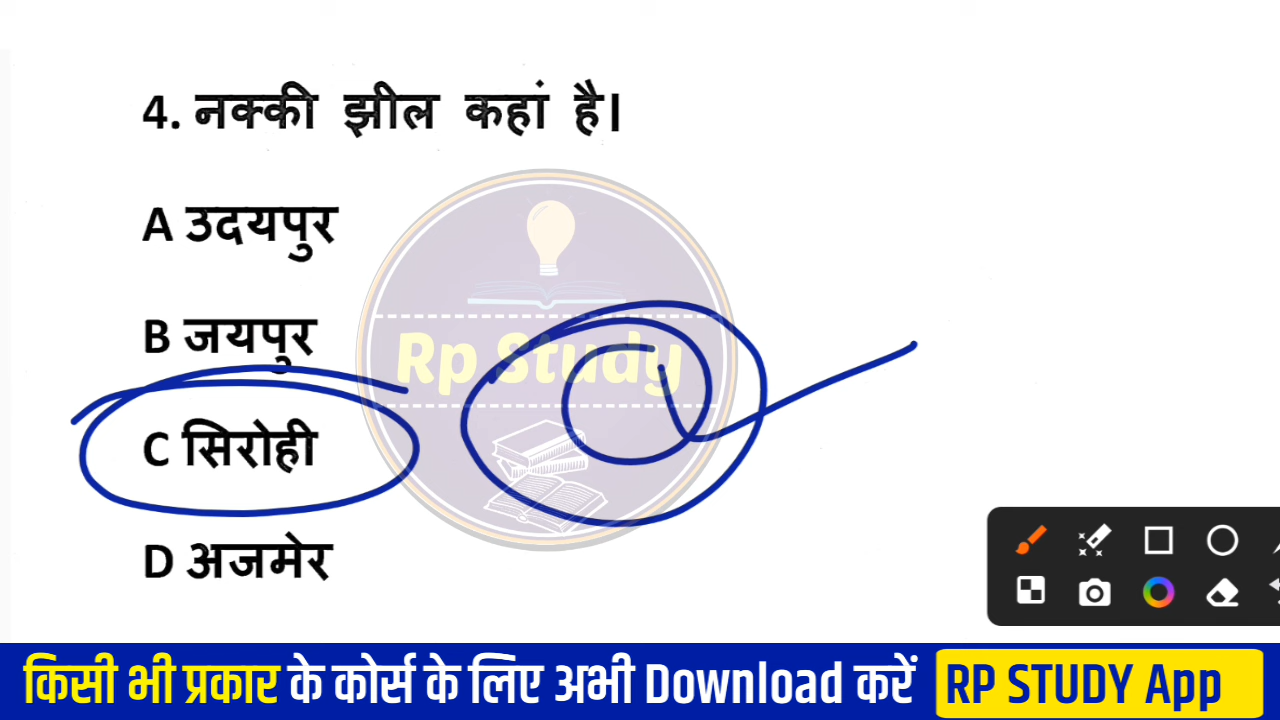 4. नक्की झील कहां है।
A उदयपुर
B जयपुर
Rp Study
C सिरोही
D अजमेर
किसी भी प्रकार के कोर्स के लिए अभी Download करें RP STUDY App